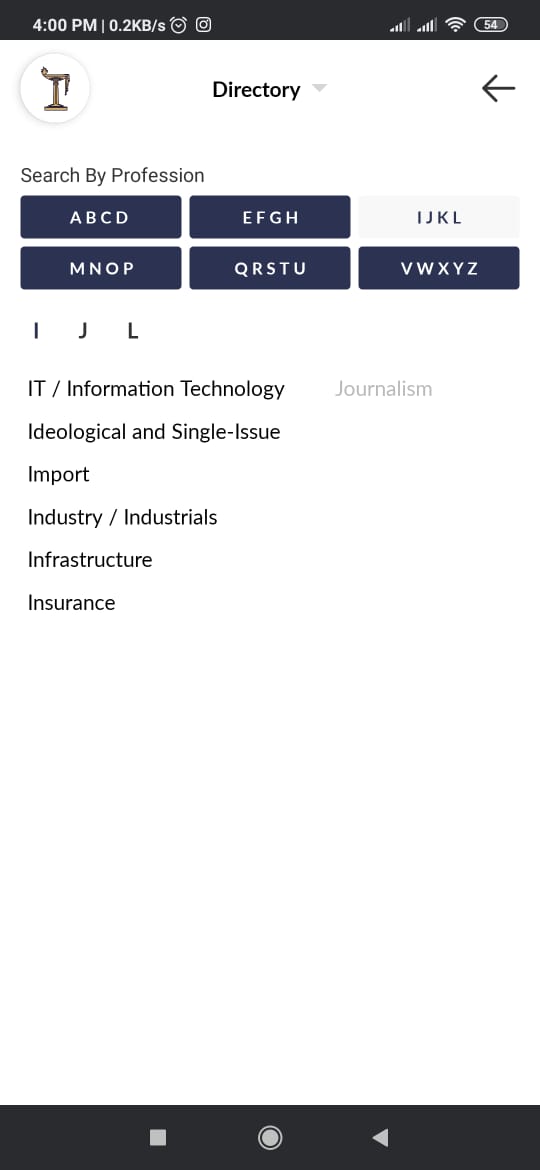 4:00 PM | 0.2KB/s 54
Directory
Search By Profession
ABCD EFGH IJKL
MNOP QRSTU VWXYZ
I J L
IT / Information Technology Journalism
Ideological and Single-Issue
Import
Industry / Industrials
Infrastructure
Insurance